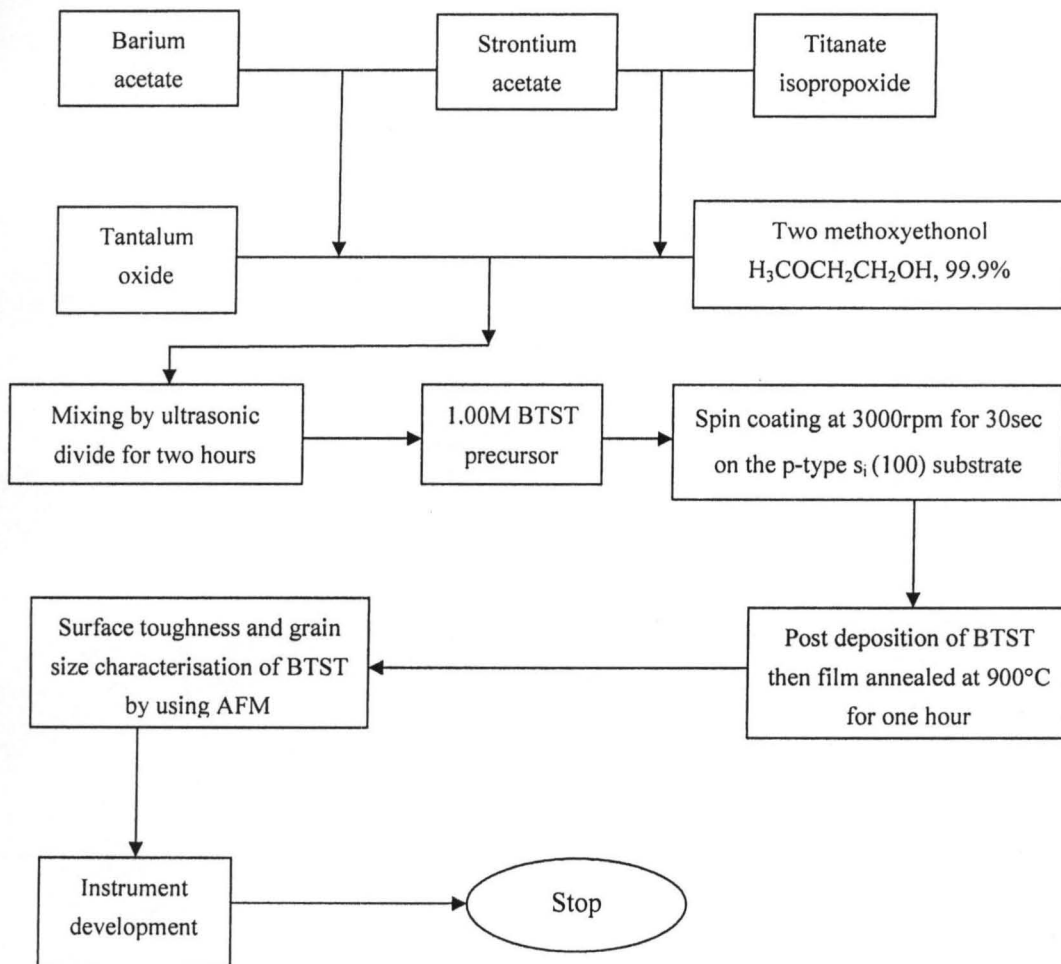 Barium
acetate
Strontium
acetate
Titanate
isopropoxide
Tantalum
oxide
Two methoxyethonol
H₃COCH₂CH₂OH, 99.9%
Mixing by ultrasonic
divide for two hours
1.00M BTST
precursor
Spin coating at 3000rpm for 30sec
on the p-type sᵢ (100) substrate
Surface toughness and grain
size characterisation of BTST
by using AFM
Post deposition of BTST
then film annealed at 900°C
for one hour
Instrument
development
Stop